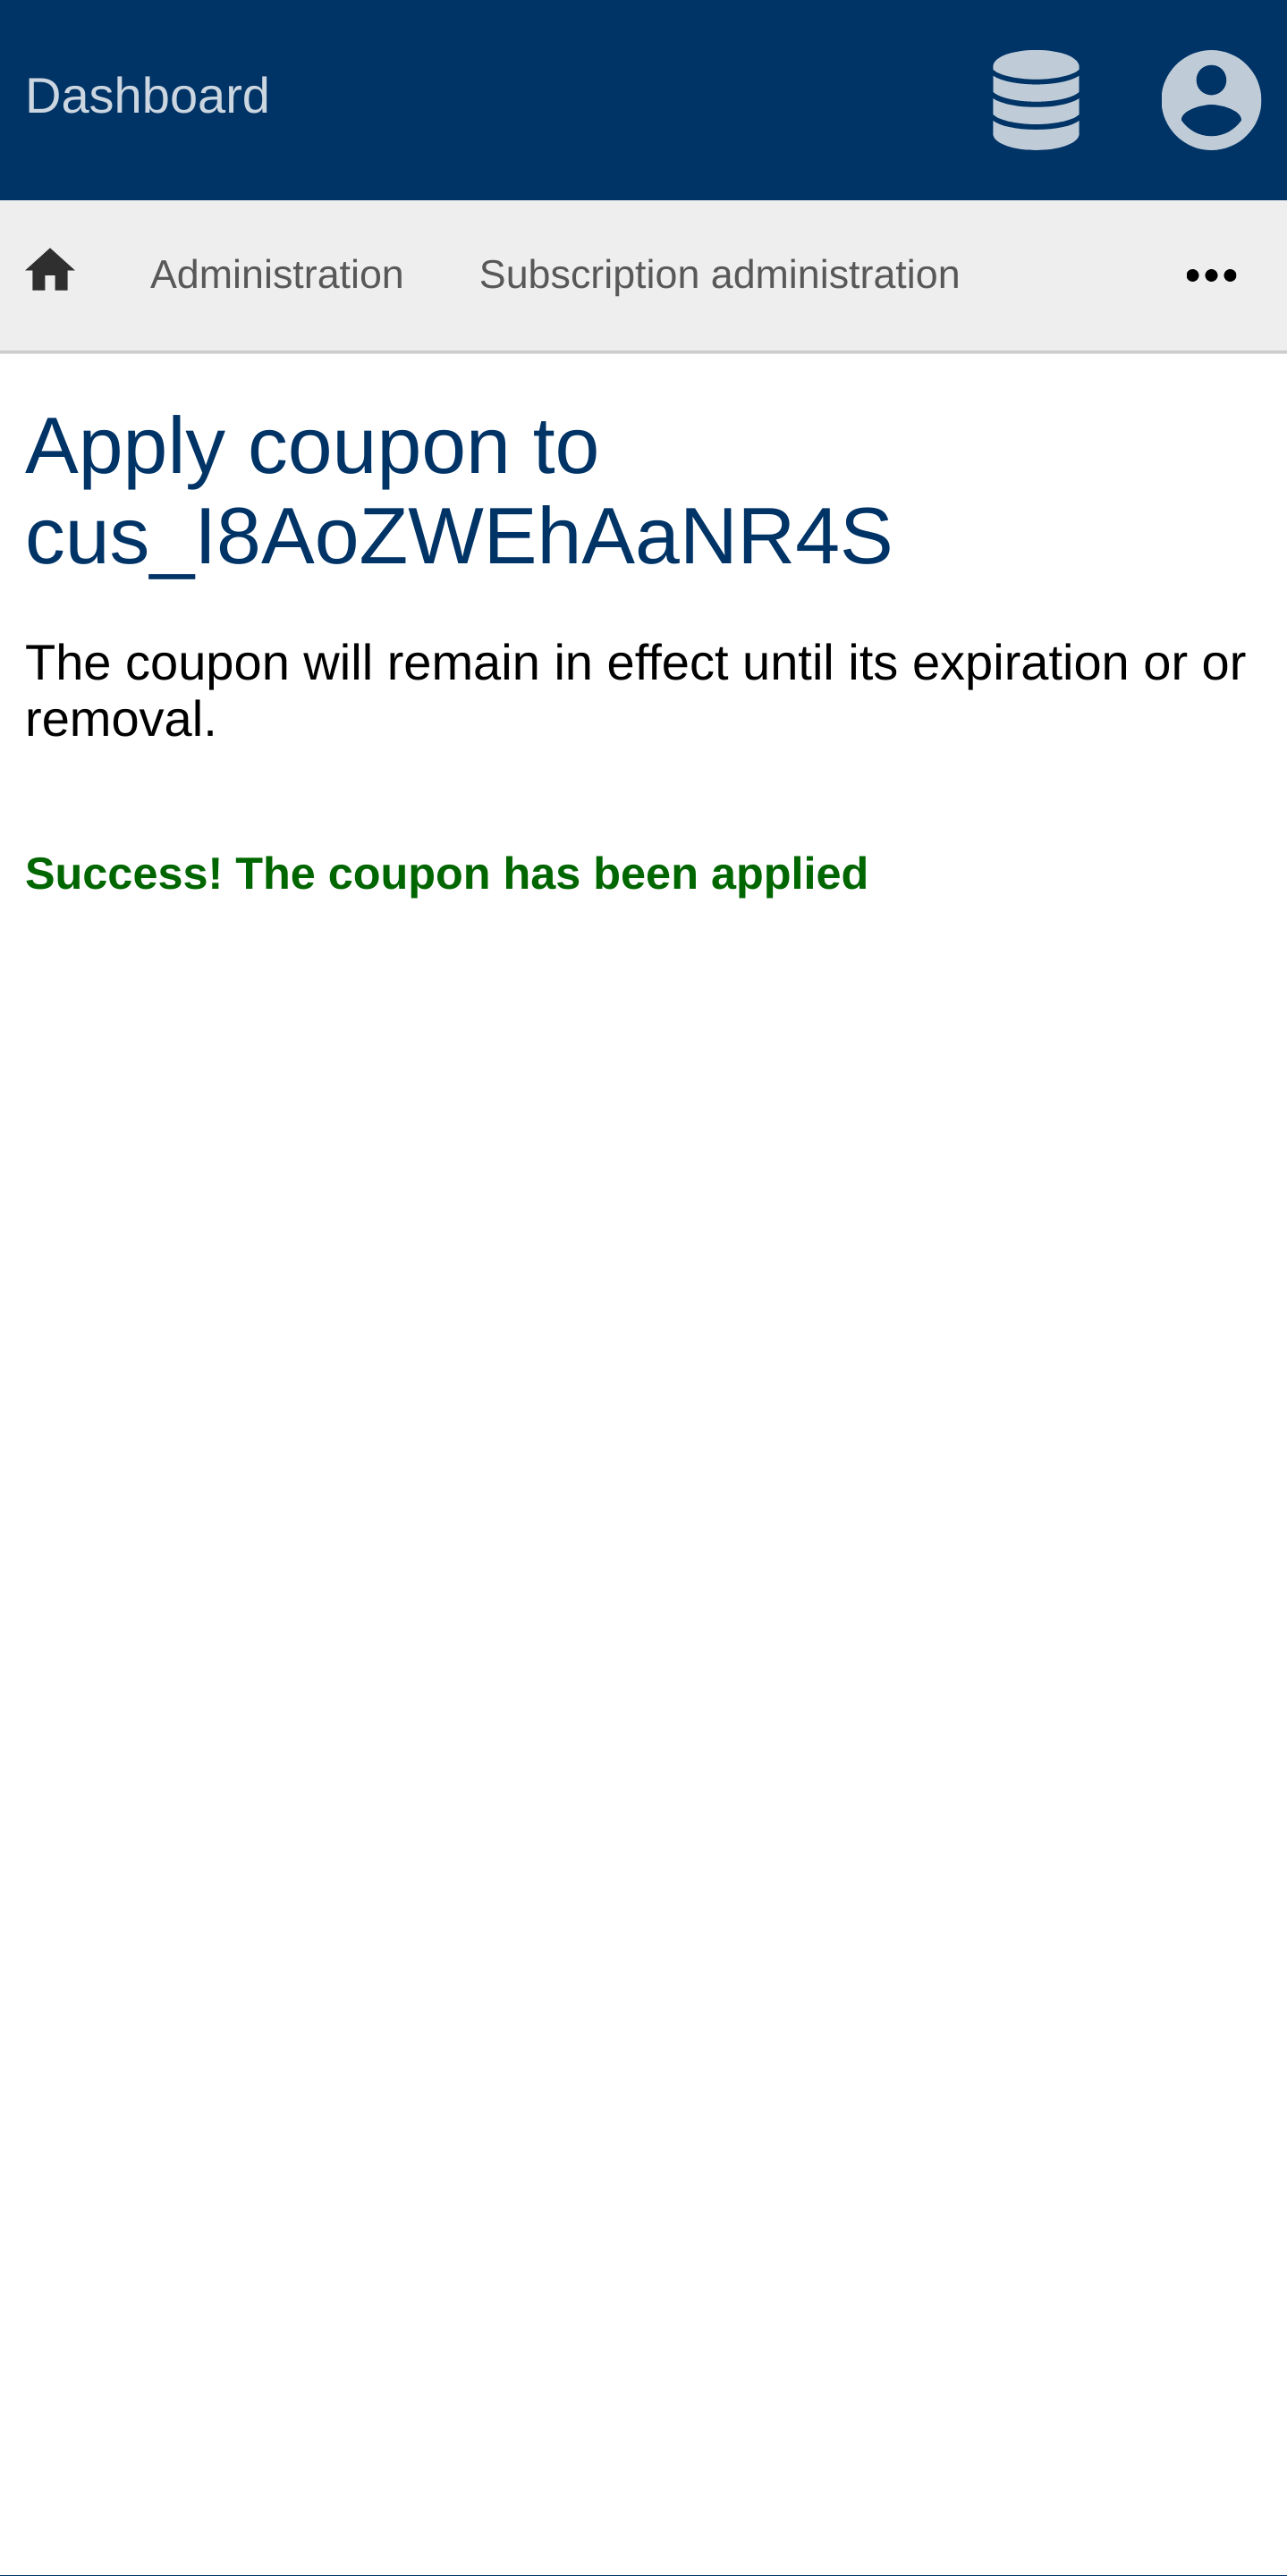 Dashboard
Administration Subscription administration
Apply coupon to
cus_I8AoZWEhAaNR4S
The coupon will remain in effect until its expiration or or
removal.
Success! The coupon has been applied